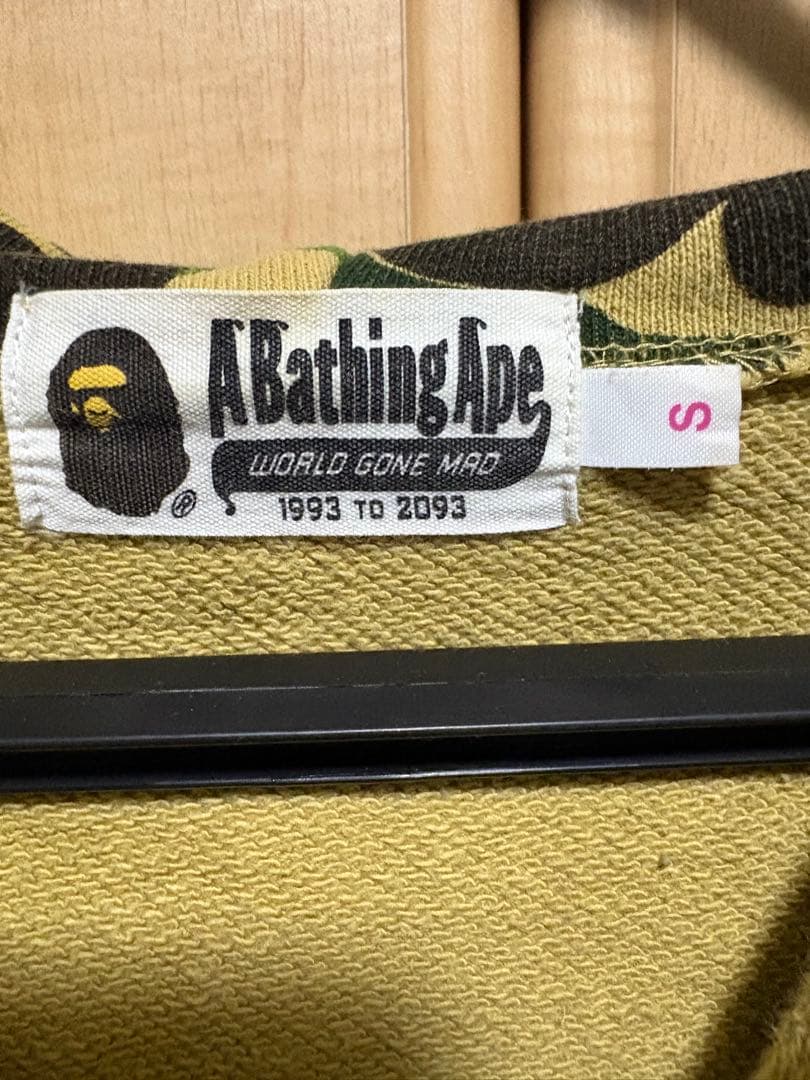 A Bathing Ape
WORLD GONE MAD
1993 TO 2093
S